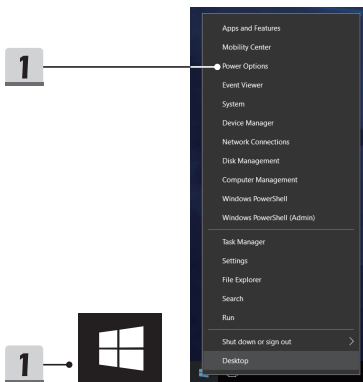 Apps and Features
Mobility Center
1
Power Options
Event Viewer
System
Device Manager
Network Connections
Disk Management
Computer Management
Windows PowerShell
Windows PowerShell (Admin)
Task Manager
Settings
File Explorer
Search
Run
Shut down or sign out
1
Desktop